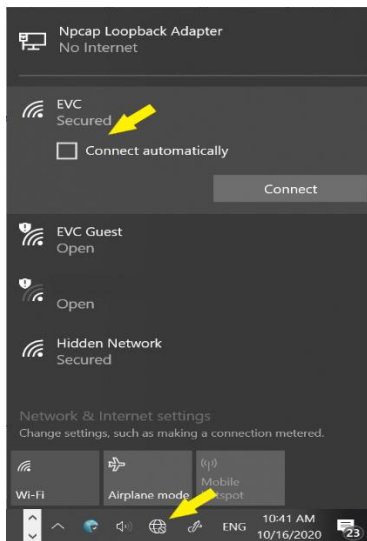 Npcap Loopback Adapter
No Internet
EVC
Secured
Connect automatically
Connect
EVC Guest
Open
Open
Hidden Network
Secured
Network & Internet settings
Change settings, such as making a connection metered.
Wi-Fi
Airplane mode
Mobile
hotspot
ENG
10:41 AM
10/16/2020
23